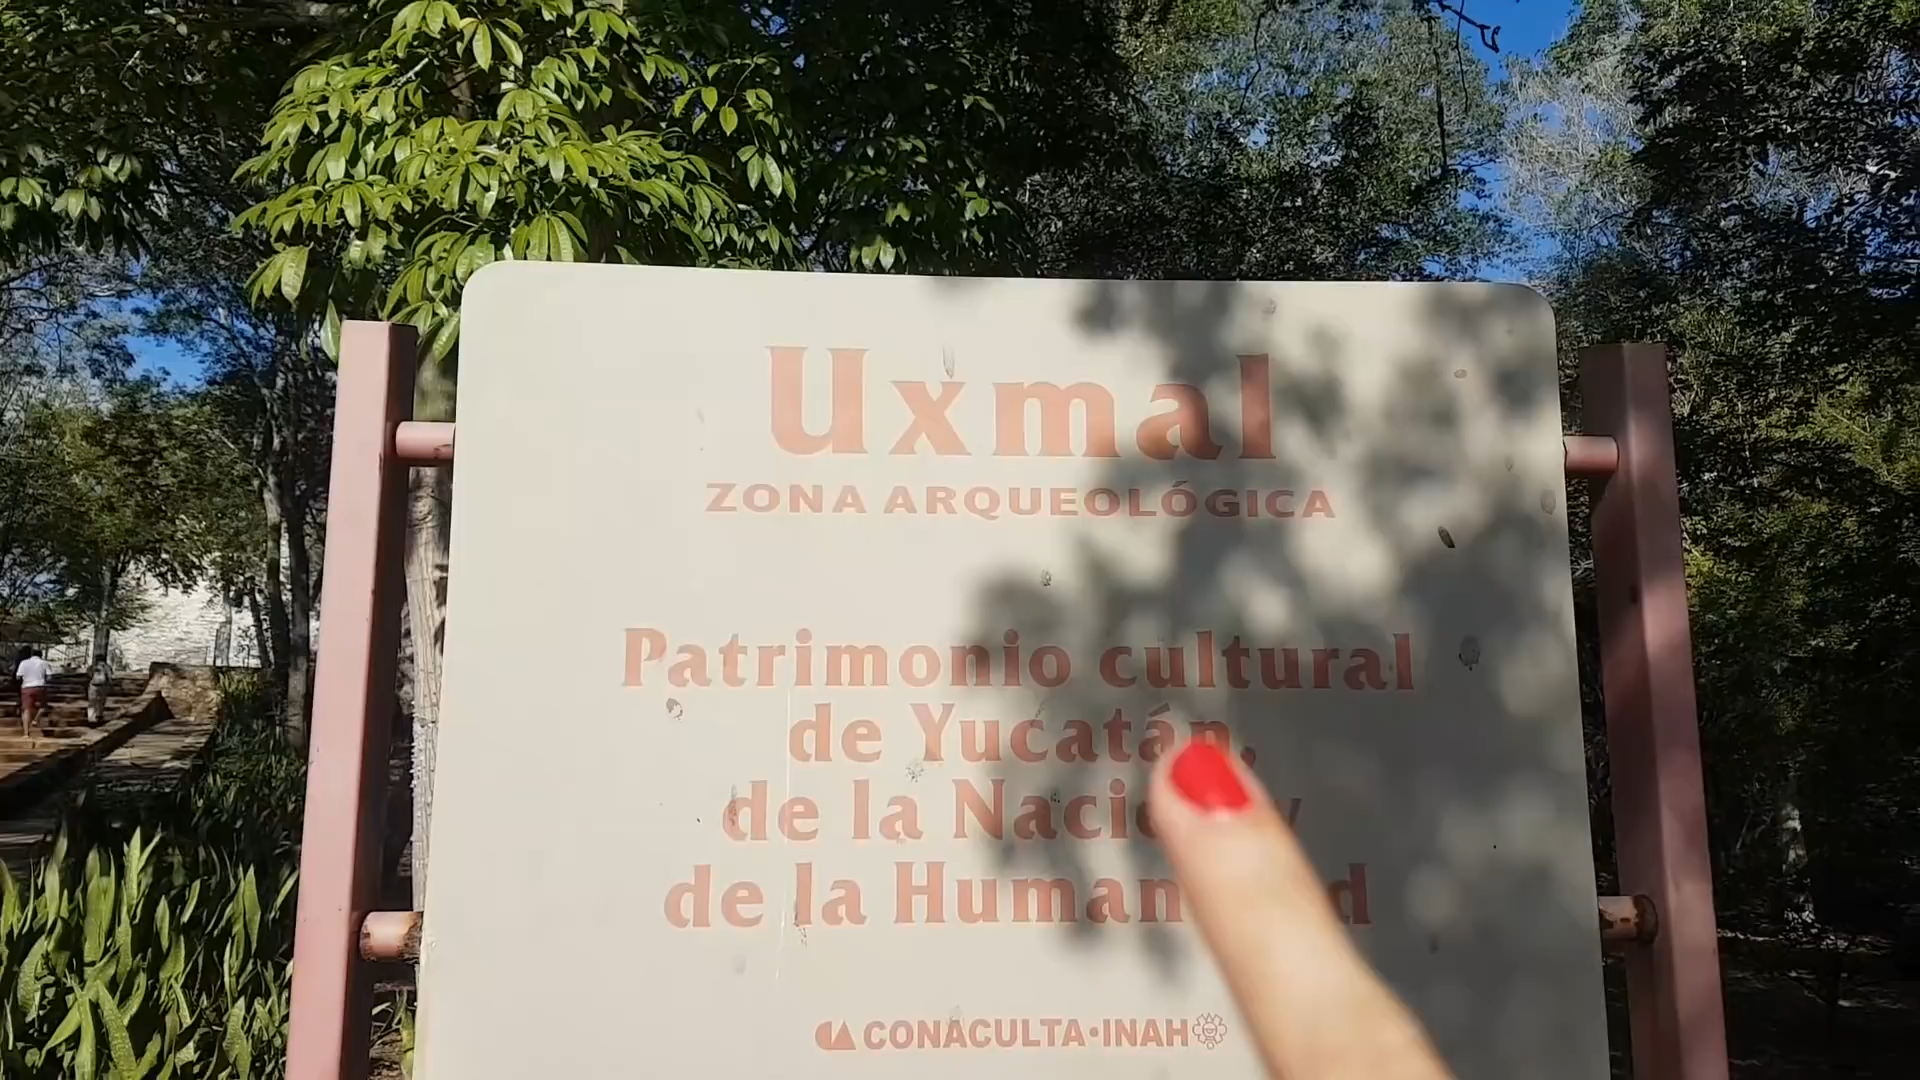 Uxmal
ZONA ARQUEOLÓGICA
Patrimonio cultural
de Yucatán,
de la
de la
CONACULTA•INAH